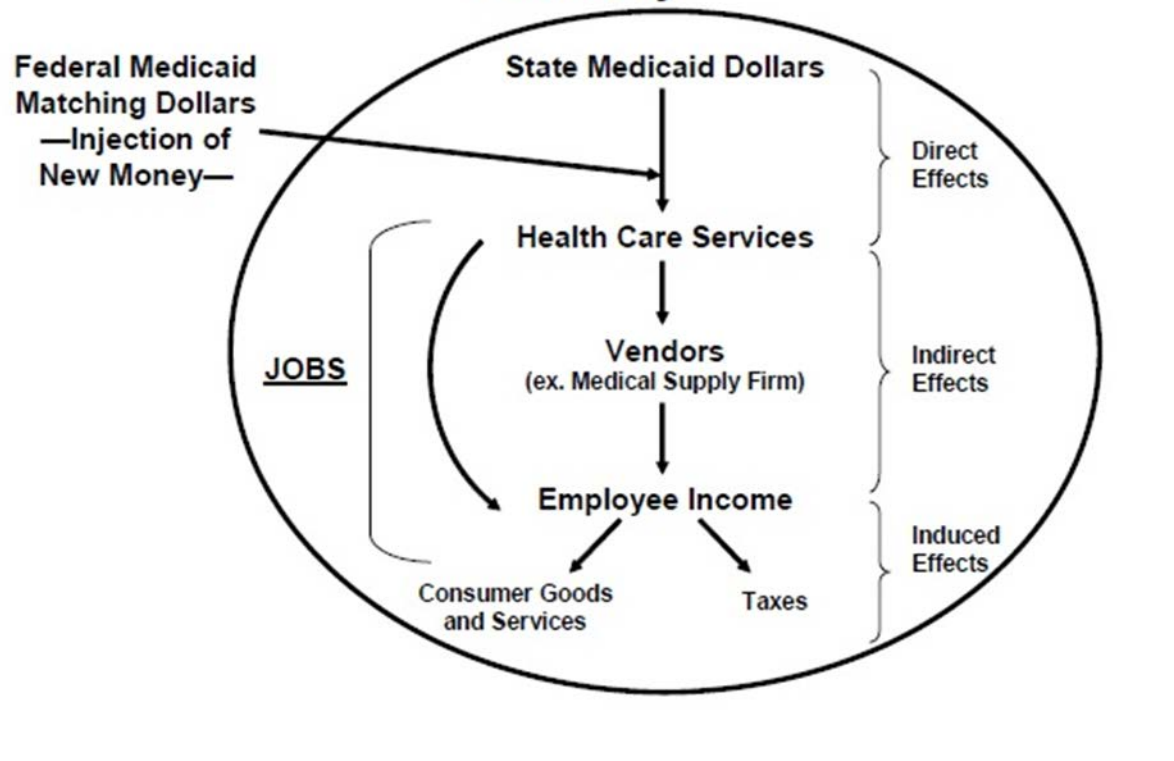 Federal Medicaid
Matching Dollars
—Injection of
New Money—
State Medicaid Dollars
Direct
Effects
Health Care Services
JOBS
Vendors
(ex. Medical Supply Firm)
Indirect
Effects
Employee Income
Induced
Effects
Consumer Goods
and Services
Taxes